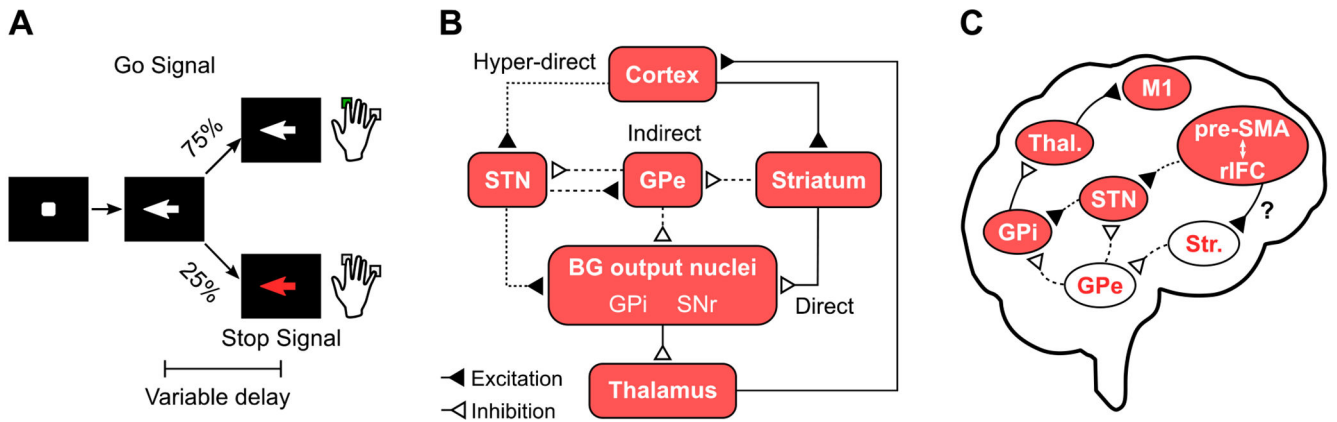 A
Go Signal
75%
25%
Stop Signal
Variable delay
B
Hyper-direct
Cortex
Indirect
STN
GPe
Striatum
BG output nuclei
GPi SNr
Direct
Thalamus
Excitation
Inhibition
C
M1
Thal.
pre-SMA
rIFC
STN
GPi
?
Str.
GPe